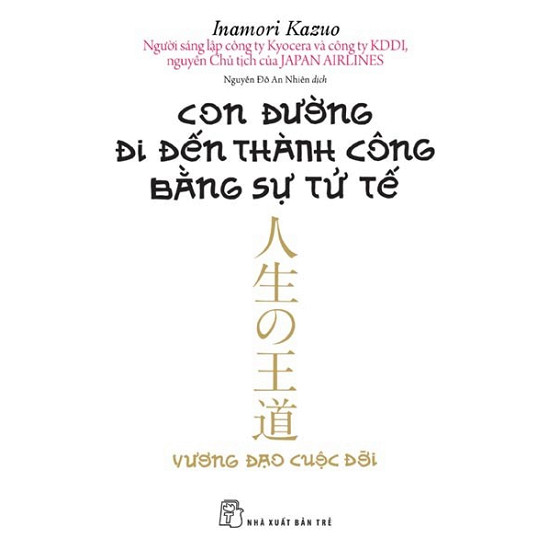 Inamori Kazuo
Người sáng lập công ty Kyocera và công ty KDDI,
nguyên Chủ tịch của JAPAN AIRLINES
Nguyễn Đỗ An Nhiên dịch
CON ĐƯỜNG
ĐI ĐẾN THÀNH CÔNG
BẰNG SỰ TỬ TẾ
人生の王道
VƯƠNG ĐẠO CUỘC ĐỜI
NHÀ XUẤT BẢN TRẺ